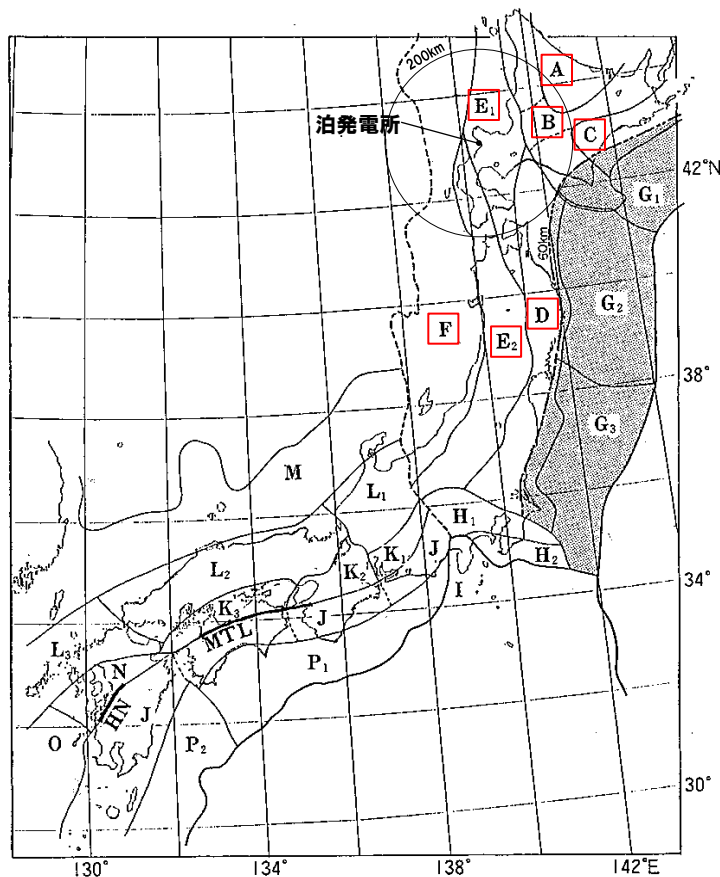 200km
A
E₁
B
泊発電所
C
42°N
G₁
60km
G₂
D
F
E₂
38°
G₃
M
L₁
H₁
K₁
J
H₂
L₂
K₂
I
34°
K₃
J
MTL
L₃
P₁
N
HN
J
O
P₂
30°
130°
134°
138°
142°E